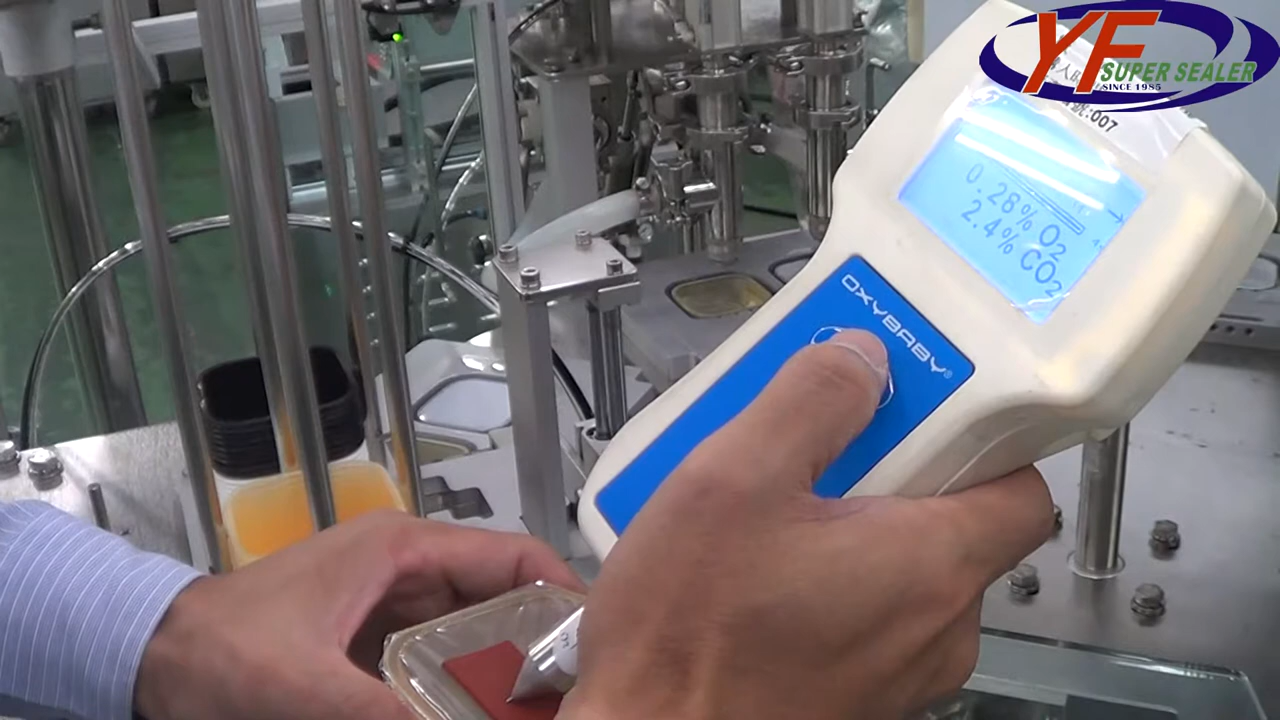 YF
SUPER SEALER
SINCE 1985
:007
0.28% O₂
2.4% CO₂
OXYBABY®